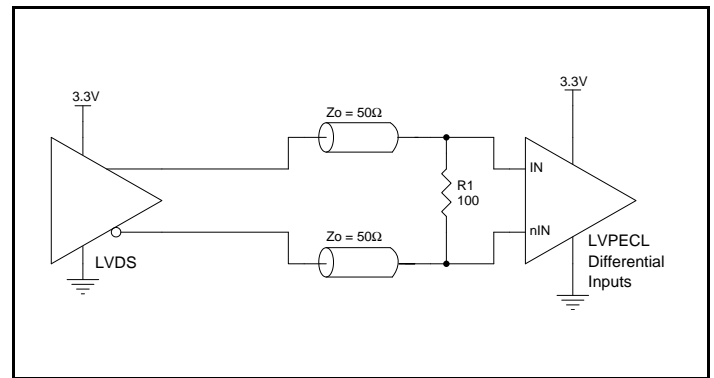 3.3V
3.3V
Zo = 50Ω
IN
R1
100
nIN
Zo = 50Ω
LVDS
LVPECL
Differential
Inputs